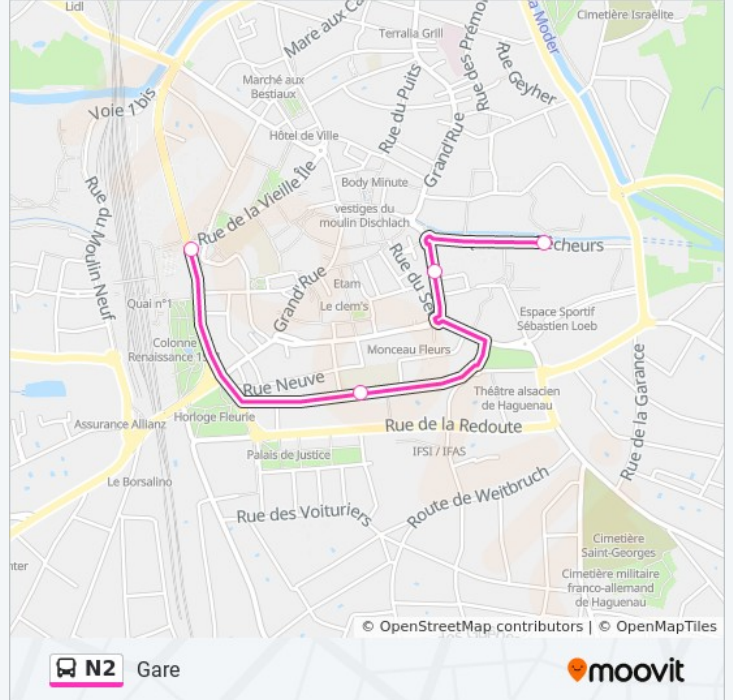 Lidl
Mare aux Ca
Terralia Grill
Rue des Prémo
a Moder
Cimetière Israëlite
Rue Geyher
Marché aux
Bestiaux
Voie 7 bis
Rue du Puits
Hôtel de Ville
Grand'Rue
Rue du Moulin Neuf
Rue de la Vieille Île
Body Minute
vestiges du
moulin Dischlach
cheurs
Rue du Se
Grand'Rue
Etam
Le clem's
Quai n°1
Espace Sportif
Sébastien Loeb
Colonne
Renaissance 1
Monceau Fleurs
Rue de la Garance
Rue Neuve
Théâtre alsacien
de Haguenau
Horloge Fleurie
Assurance Allianz
Rue de la Redoute
Palais de Justice
IFSI / IFAS
Le Borsalino
Route de Weitbruch
Rue des Voituriers
Cimetière
Saint-Georges
nter
Cimetière militaire
franco-allemand
de Haguenau
© OpenStreetMap contributors | © OpenMapTiles
N2 Gare
moovit